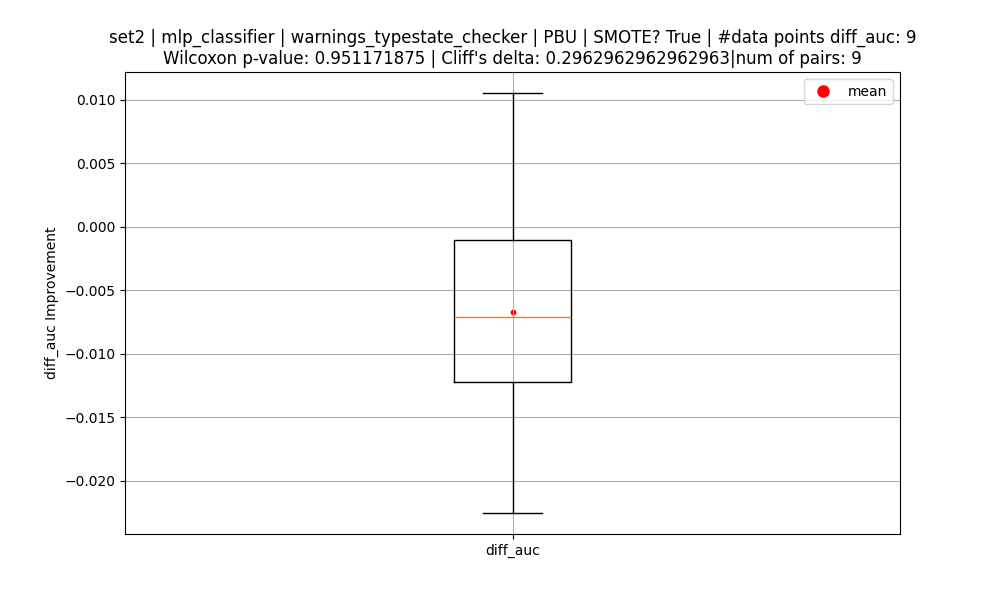 set2 | mlp_classifier | warnings_typestate_checker | PBU | SMOTE? True | #data points diff_auc: 9
Wilcoxon p-value: 0.951171875 | Cliff's delta: 0.2962962962962963|num of pairs: 9
mean
0.010
0.005
0.000
−0.005
−0.010
−0.015
−0.020
diff_auc Improvement
diff_auc